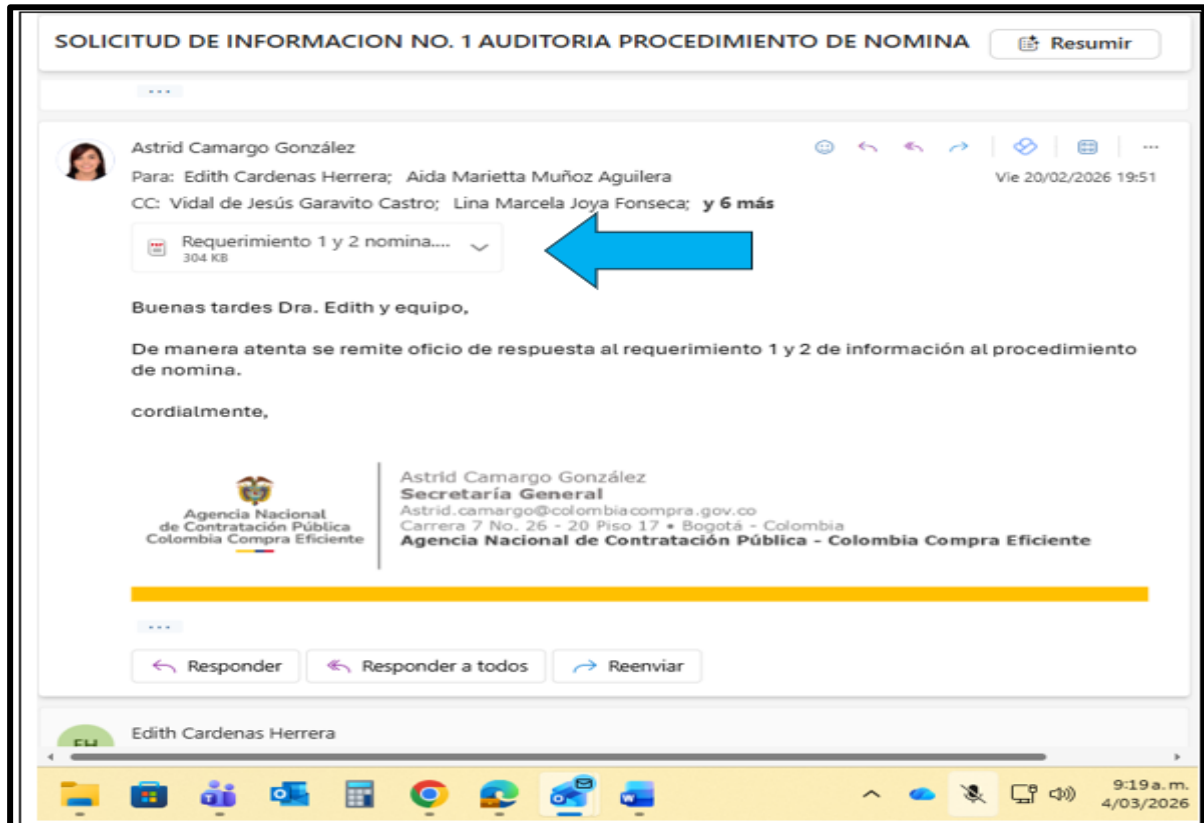 SOLICITUD DE INFORMACION NO. 1 AUDITORIA PROCEDIMIENTO DE NOMINA
Resumir
Astrid Camargo González
Para: Edith Cardenas Herrera; Aida Marietta Muñoz Aguilera
Vie 20/02/2026 19:51
CC: Vidal de Jesús Garavito Castro; Lina Marcela Joya Fonseca; y 6 más
Requerimiento 1 y 2 nomina....
304 KB
Buenas tardes Dra. Edith y equipo,
De manera atenta se remite oficio de respuesta al requerimiento 1 y 2 de información al procedimiento
de nomina.
cordialmente,
Agencia Nacional
de Contratación Pública
Colombia Compra Eficiente
Astrid Camargo González
Secretaría General
Astrid.camargo@colombiacompra.gov.co
Carrera 7 No. 26 - 20 Piso 17 • Bogotá - Colombia
Agencia Nacional de Contratación Pública - Colombia Compra Eficiente
Responder
Responder a todos
Reenviar
EH
Edith Cardenas Herrera
9:19 a. m.
4/03/2026